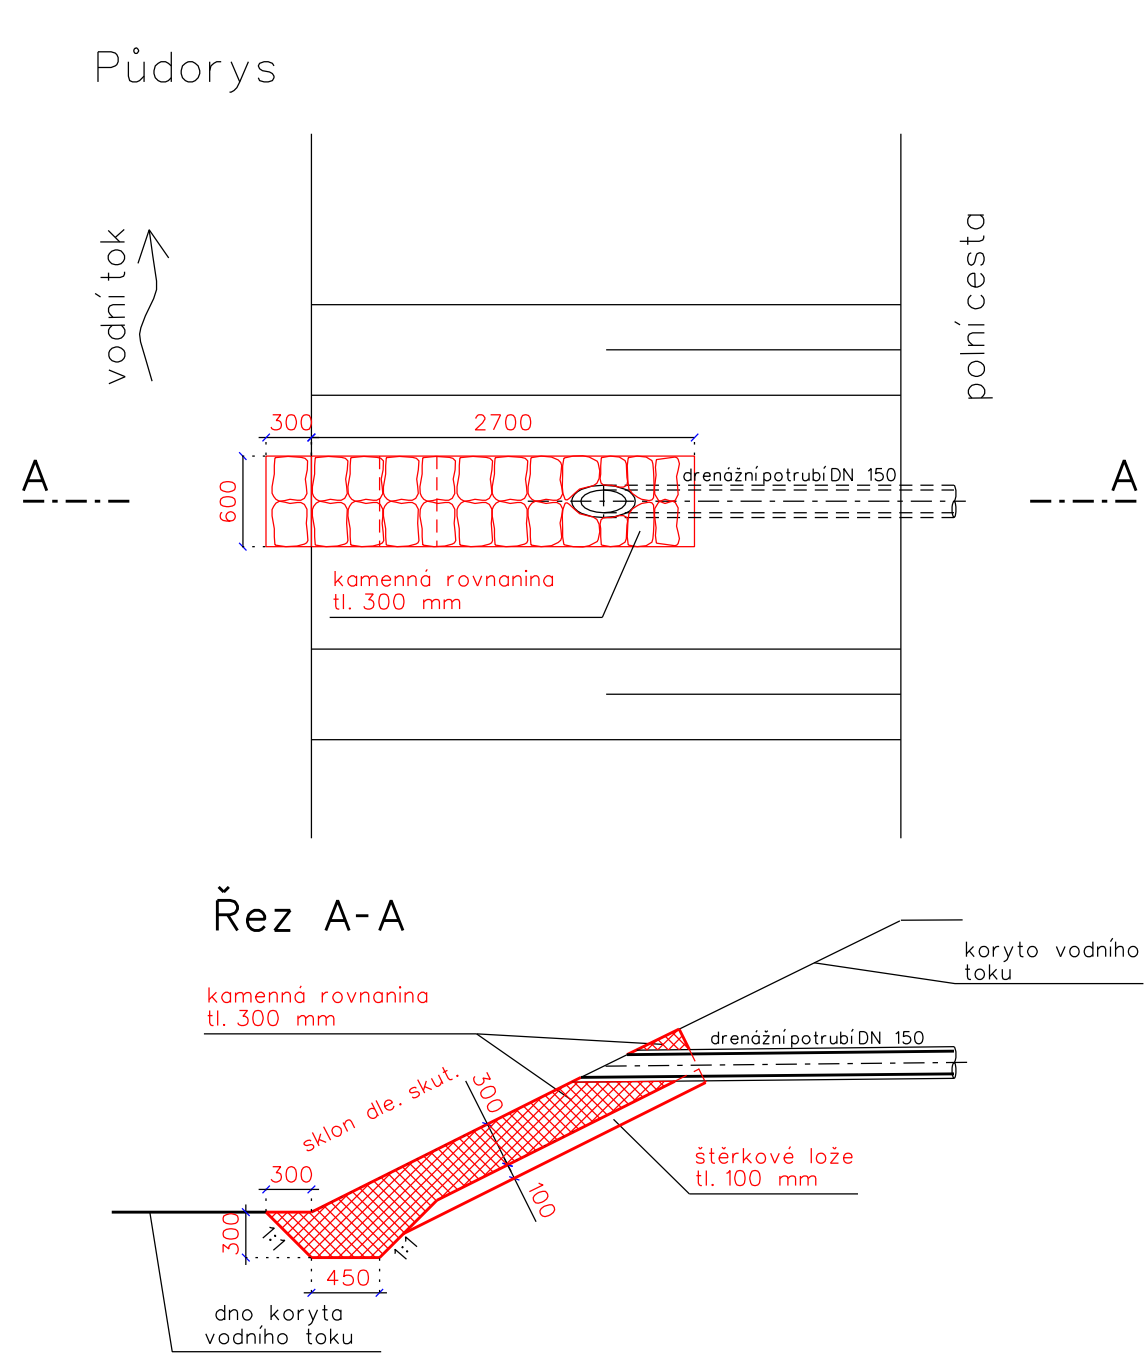 Půdorys
vodní tok
polní cesta
300
2700
A
A
600
drenážní potrubí DN 150
kamenná rovnanina
tl. 300 mm
Řez A-A
koryto vodního
toku
kamenná rovnanina
tl. 300 mm
drenážní potrubí DN 150
sklon dle. skut.
300
štěrkové lože
tl. 100 mm
300
100
300
1:1
1:1
450
dno koryta
vodního toku